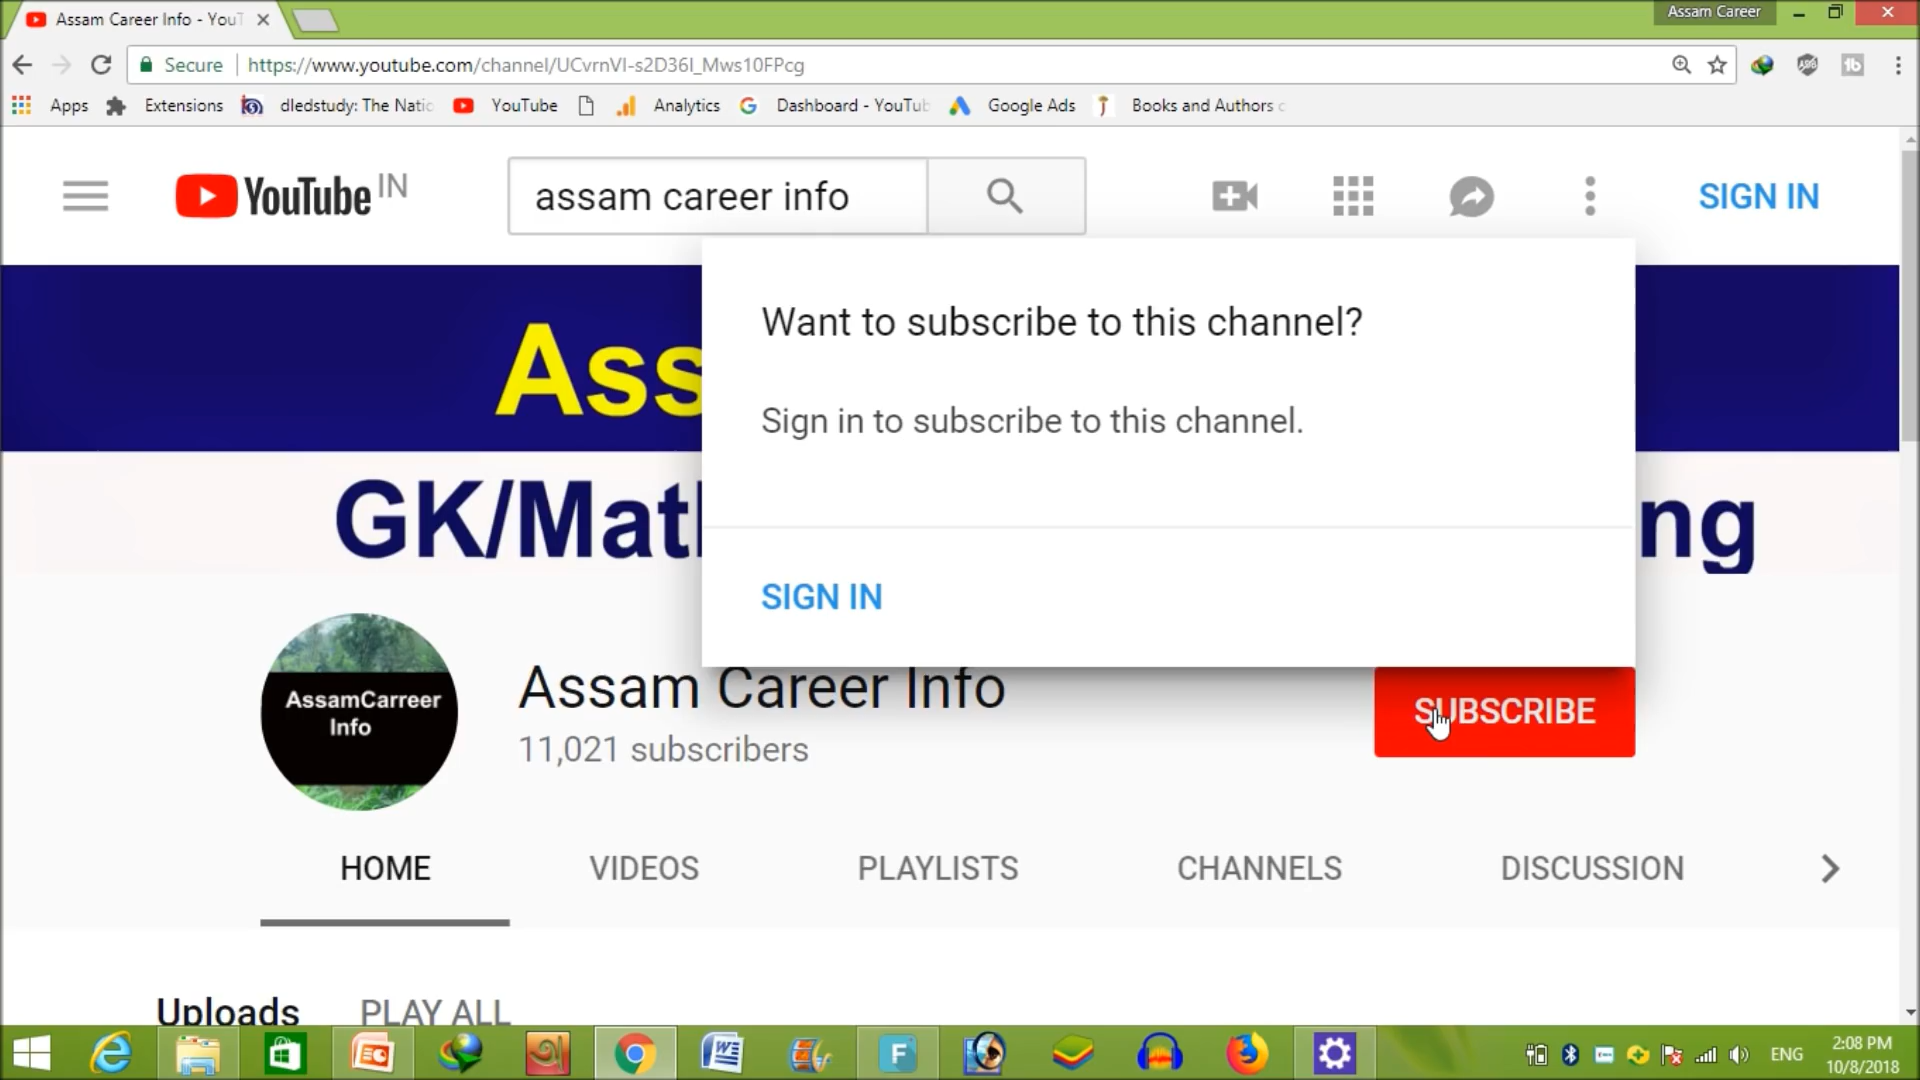 Assam Career Info - YouT
Assam Career
Secure
https://www.youtube.com/channel/UCvrnVI-s2D36I_Mws10FPcg
Apps
Extensions
dledstudy: The Natic
YouTube
Analytics
Dashboard - YouTub
Google Ads
Books and Authors
YouTube IN
assam career info
SIGN IN
Ass
Want to subscribe to this channel?
Sign in to subscribe to this channel.
GK/Mat
ng
SIGN IN
AssamCarreer
Info
Assam Career Info
11,021 subscribers
SUBSCRIBE
HOME
VIDEOS
PLAYLISTS
CHANNELS
DISCUSSION
Uploads
PLAY ALL
ENG
2:08 PM
10/8/2018